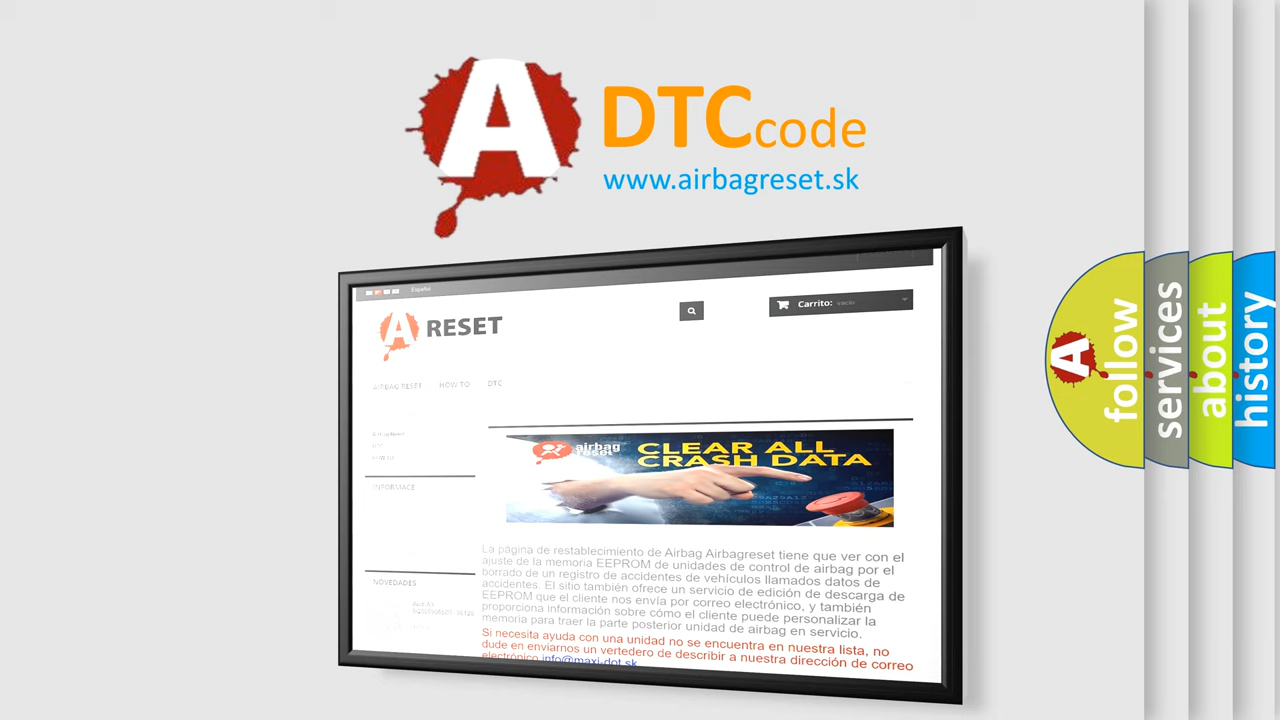 A
DTCcode
www.airbagreset.sk
Español
A RESET
Carrito: vacío
AIRBAG RESET HOW TO DTC
INFORMACE
NOVEDADES
airbag
reset
CLEAR ALL
CRASH DATA
La página de restablecimiento de Airbag Airbagreset tiene que ver con el
ajuste de la memoria EEPROM de unidades de control de airbag por el
borrado de un registro de accidentes de vehículos llamados datos de
accidentes. El sitio también ofrece un servicio de edición de descarga de
EEPROM que el cliente nos envía por correo electrónico, y también
proporciona información sobre cómo el cliente puede personalizar la
memoria para traer la parte posterior unidad de airbag en servicio.
Si necesita ayuda con una unidad no se encuentra en nuestra lista, no
dude en enviarnos un vertedero de describir a nuestra dirección de correo
electrónico info@maxi-dot.sk
A
follow
services
about
history